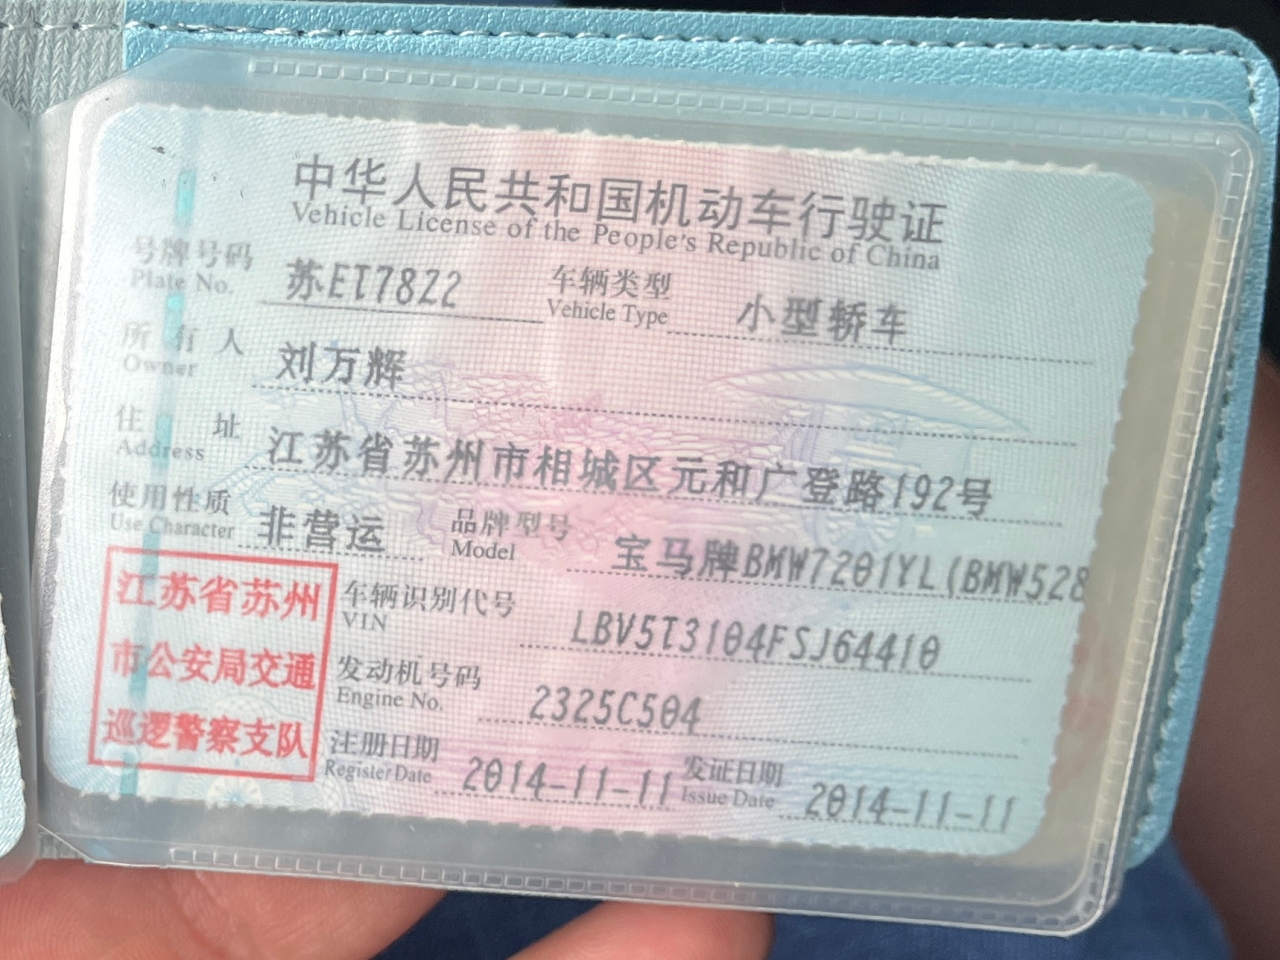 中华人民共和国机动车行驶证
Vehicle License of the People's Republic of China
号牌号码 苏ET7822 车辆类型 小型轿车
Plate No. Vehicle Type
所有人 刘万辉
Owner
住址 江苏省苏州市相城区元和广登路192号
Address
使用性质 非营运 品牌型号 宝马牌BMW7201YL(BMW528
Use Character Model
江苏省苏州
市公安局交通
巡逻警察支队
车辆识别代号 LBV5T3104FSJ64410
VIN
发动机号码 2325C504
Engine No.
注册日期 2014-11-11 发证日期 2014-11-11
Register Date Issue Date